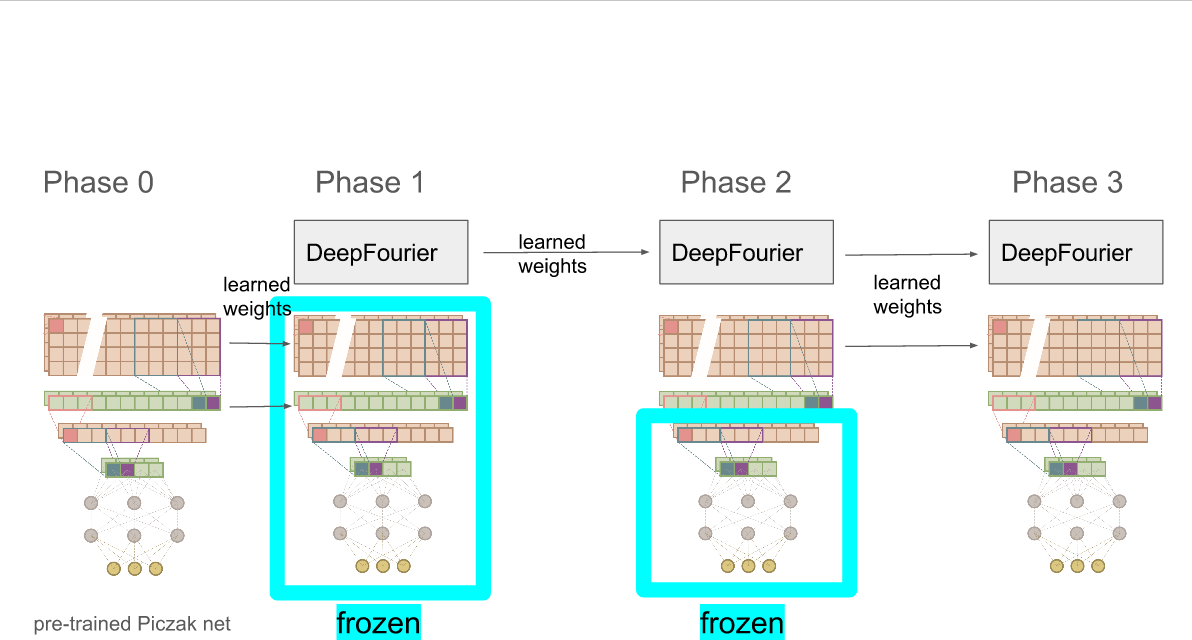 Phase 0
Phase 1
Phase 2
Phase 3
DeepFourier
learned
weights
DeepFourier
learned
weights
DeepFourier
learned
weights
pre-trained Piczak net
frozen
frozen